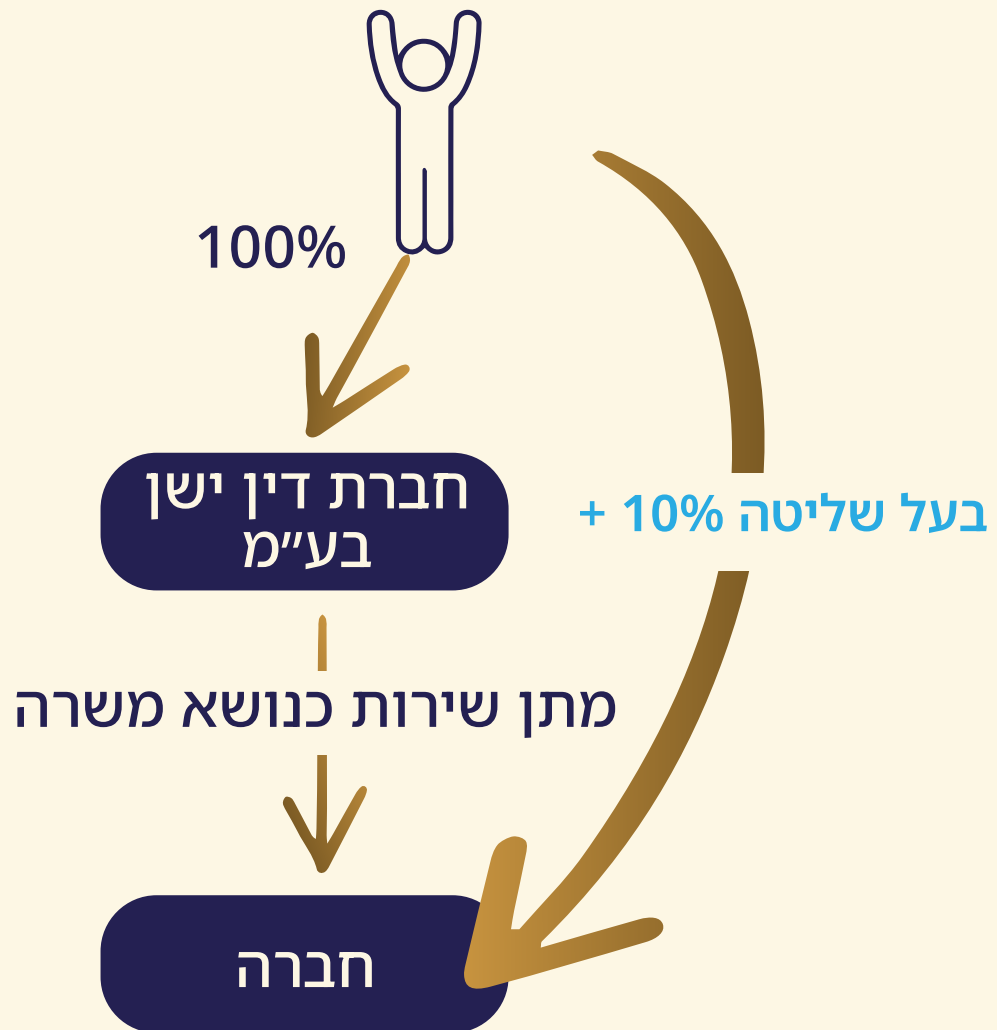 100%
חברת דין ישן
בע״מ
בעל שליטה 10% +
מתן שירות כנושא משרה
חברה